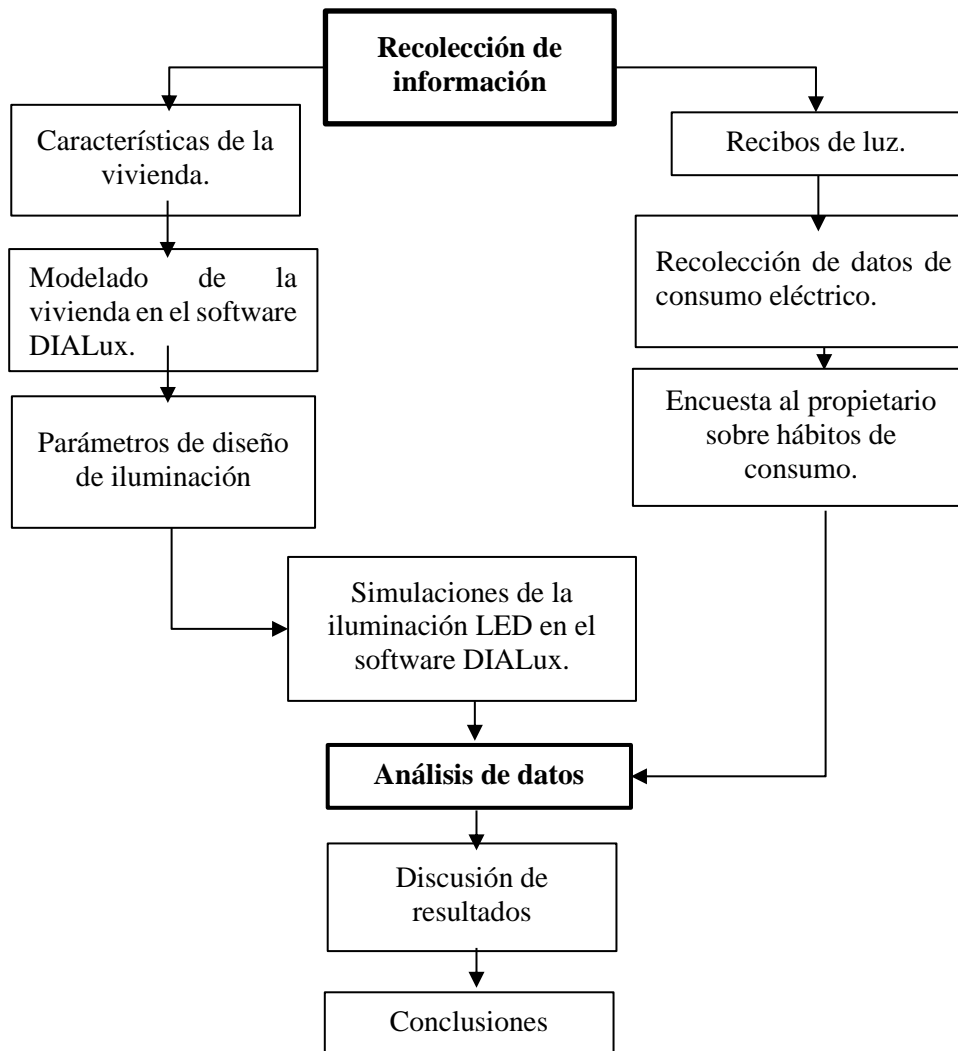 Recolección de
información
Características de la
vivienda.
Recibos de luz.
Modelado de la
vivienda en el software
DIALux.
Recolección de datos de
consumo eléctrico.
Parámetros de diseño
de iluminación
Encuesta al propietario
sobre hábitos de
consumo.
Simulaciones de la
iluminación LED en el
software DIALux.
Análisis de datos
Discusión de
resultados
Conclusiones